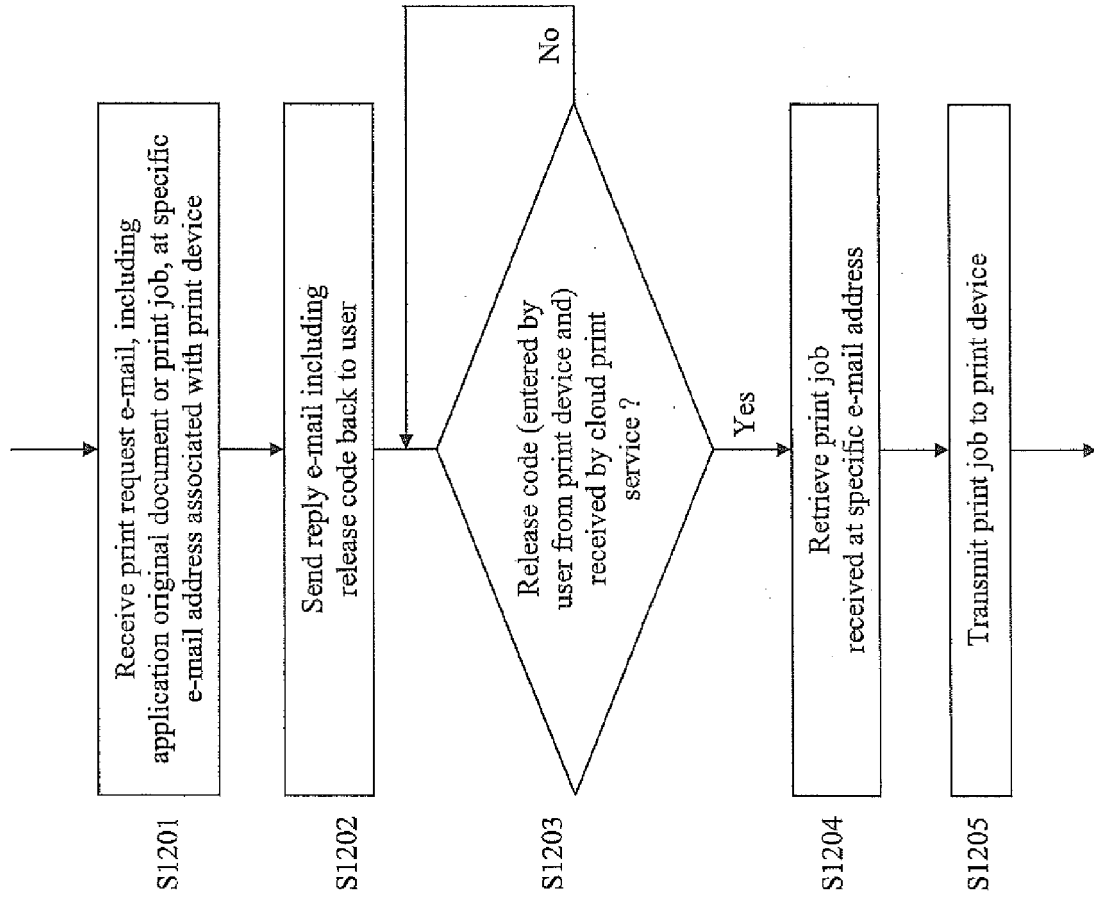 S1201
Receive print request e-mail, including
application original document or print job, at specific
e-mail address associated with print device
S1202
Send reply e-mail including
release code back to user
S1203
Release code (entered by
user from print device and)
received by cloud print
service ?
No
Yes
S1204
Retrieve print job
received at specific e-mail address
S1205
Transmit print job to print device